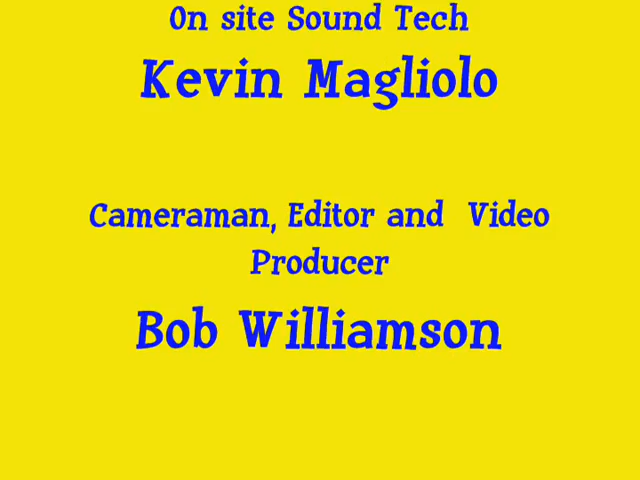 On site Sound Tech
Kevin Magliolo
Cameraman, Editor and Video
Producer
Bob Williamson